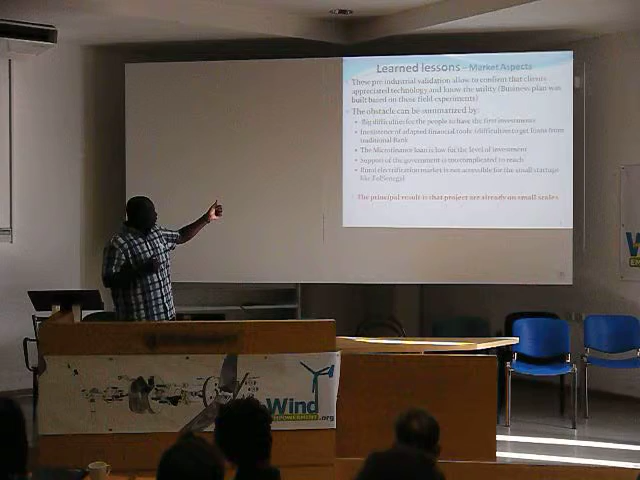 Learned lessons – Market Aspects
These pre industrial validation allow to confirm that clients
appreciated technology and know the utility (Business plan was
built based on these field experiments)
The obstacle can be summarized by:
Big difficulties for the people to have the first investments
Inexistence of adapted financial tools (difficulties to get loans from
traditional Bank
The Microfinance loan is low for the level of investment
Support of the government is too complicated to reach
Rural electrification market is not accessible for the small startups
like EolSenegal
The principal result is that project are already on small scales
Wind
EMPOWERMENT.org
W
EM